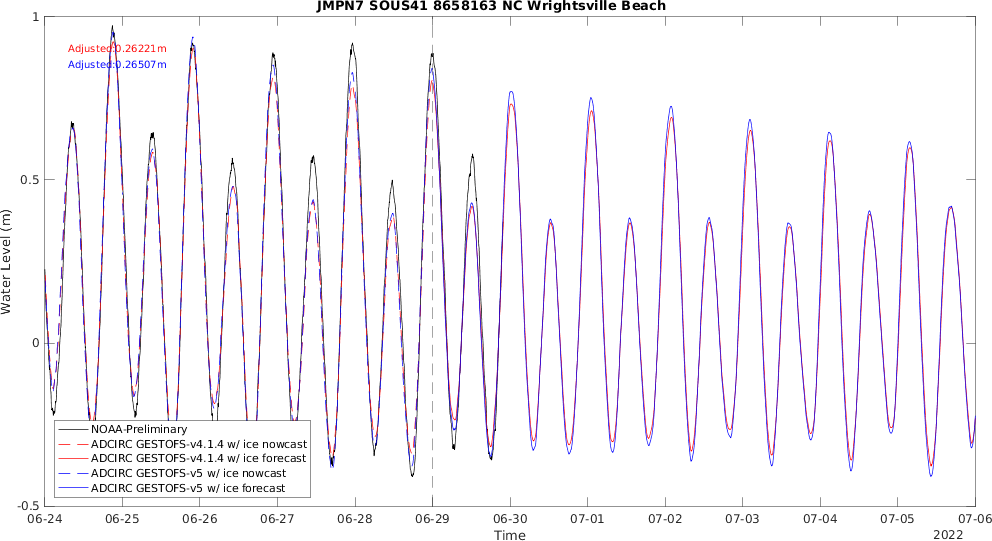 JMPN7 SOUS41 8658163 NC Wrightsville Beach
1
Adjusted:0.26221m
Adjusted:0.26507m
0.5
Water Level (m)
0
NOAA-Preliminary
ADCIRC GESTOFS-v4.1.4 w/ ice nowcast
ADCIRC GESTOFS-v4.1.4 w/ ice forecast
ADCIRC GESTOFS-v5 w/ ice nowcast
ADCIRC GESTOFS-v5 w/ ice forecast
-0.5
06-24 06-25 06-26 06-27 06-28 06-29 06-30 07-01 07-02 07-03 07-04 07-05 07-06
Time
2022